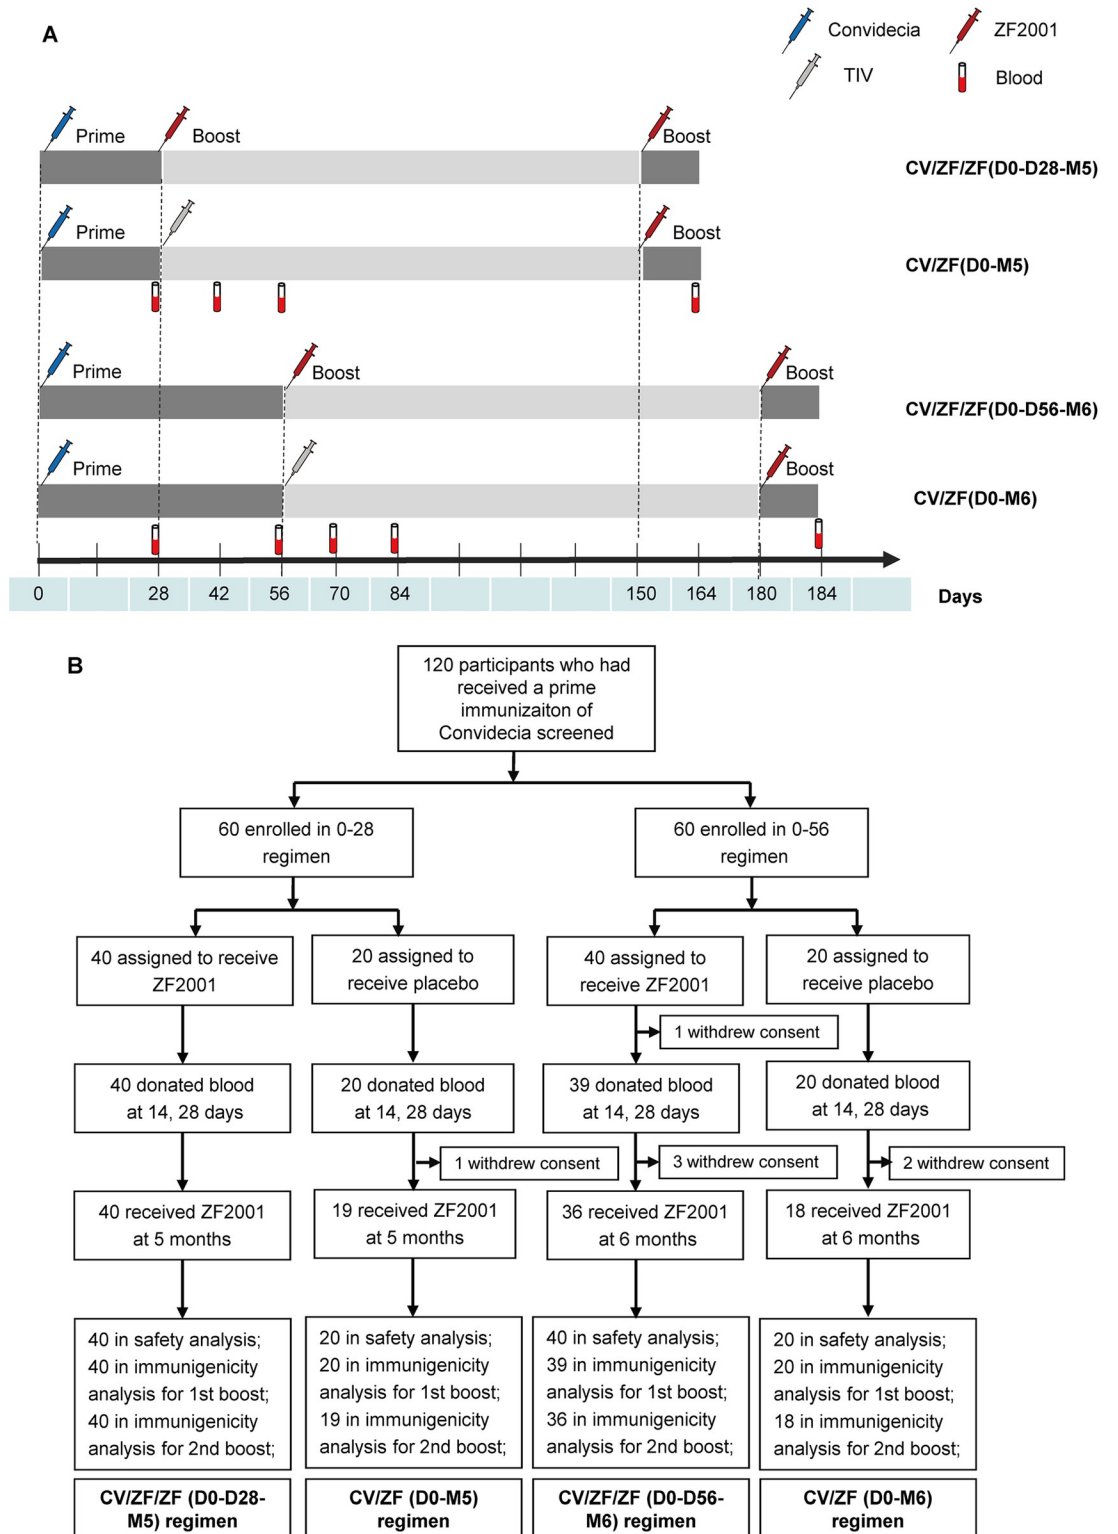 A
Convidecia
ZF2001
TIV
Blood
Prime
Boost
Boost
CV/ZF/ZF(D0-D28-M5)
Prime
Boost
CV/ZF(D0-M5)
Prime
Boost
Boost
CV/ZF/ZF(D0-D56-M6)
Prime
Boost
CV/ZF(D0-M6)
0 28 42 56 70 84 150 164 180 184 Days
B
120 participants who had
received a prime
immunizaiton of
Convidecia screened
60 enrolled in 0-28
regimen
60 enrolled in 0-56
regimen
40 assigned to receive
ZF2001
20 assigned to
receive placebo
40 assigned to
receive ZF2001
20 assigned to
receive placebo
1 withdrew consent
40 donated blood
at 14, 28 days
20 donated blood
at 14, 28 days
39 donated blood
at 14, 28 days
20 donated blood
at 14, 28 days
1 withdrew consent
3 withdrew consent
2 withdrew consent
40 received ZF2001
at 5 months
19 received ZF2001
at 5 months
36 received ZF2001
at 6 months
18 received ZF2001
at 6 months
40 in safety analysis;
40 in immunigenicity
analysis for 1st boost;
40 in immunigenicity
analysis for 2nd boost;
20 in safety analysis;
20 in immunigenicity
analysis for 1st boost;
19 in immunigenicity
analysis for 2nd boost;
40 in safety analysis;
39 in immunigenicity
analysis for 1st boost;
36 in immunigenicity
analysis for 2nd boost;
20 in safety analysis;
20 in immunigenicity
analysis for 1st boost;
18 in immunigenicity
analysis for 2nd boost;
CV/ZF/ZF (D0-D28-
M5) regimen
CV/ZF (D0-M5)
regimen
CV/ZF/ZF (D0-D56-
M6) regimen
CV/ZF (D0-M6)
regimen